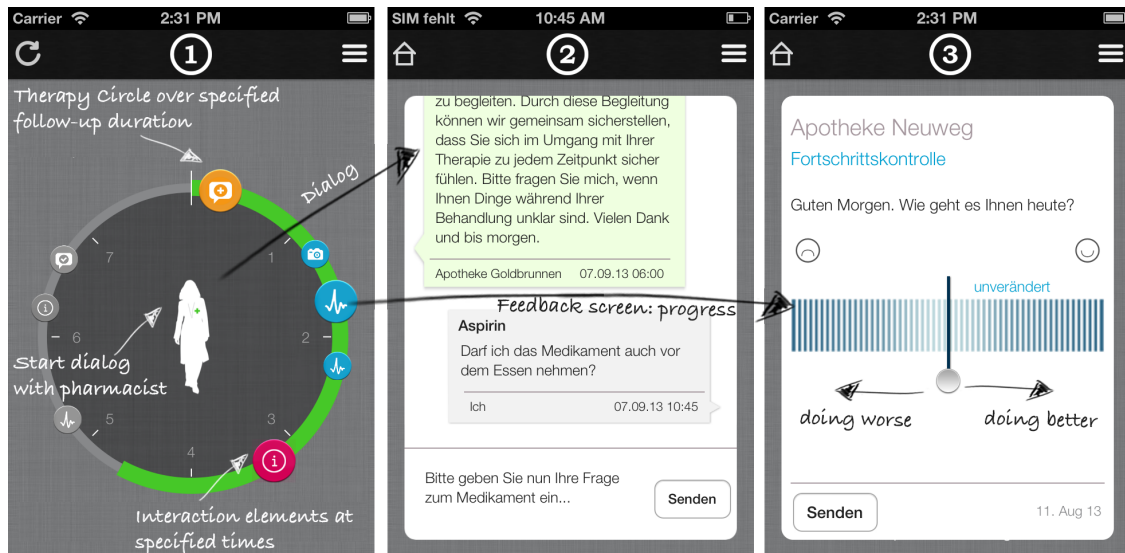 Carrier 2:31 PM
1
Therapy Circle over specified
follow-up duration
7
1
6
2
5
3
4
Start dialog
with pharmacist
Interaction elements at
specified times
Dialog
SIM fehlt 10:45 AM
2
zu begleiten. Durch diese Begleitung
können wir gemeinsam sicherstellen,
dass Sie sich im Umgang mit Ihrer
Therapie zu jedem Zeitpunkt sicher
fühlen. Bitte fragen Sie mich, wenn
Ihnen Dinge während Ihrer
Behandlung unklar sind. Vielen Dank
und bis morgen.
Apotheke Goldbrunnen 07.09.13 06:00
Feedback screen: progress
Aspirin
Darf ich das Medikament auch vor
dem Essen nehmen?
Ich 07.09.13 10:45
Bitte geben Sie nun Ihre Frage
zum Medikament ein...
Senden
Carrier 2:31 PM
3
Apotheke Neuweg
Fortschrittskontrolle
Guten Morgen. Wie geht es Ihnen heute?
unverändert
doing worse
doing better
Senden
11. Aug 13